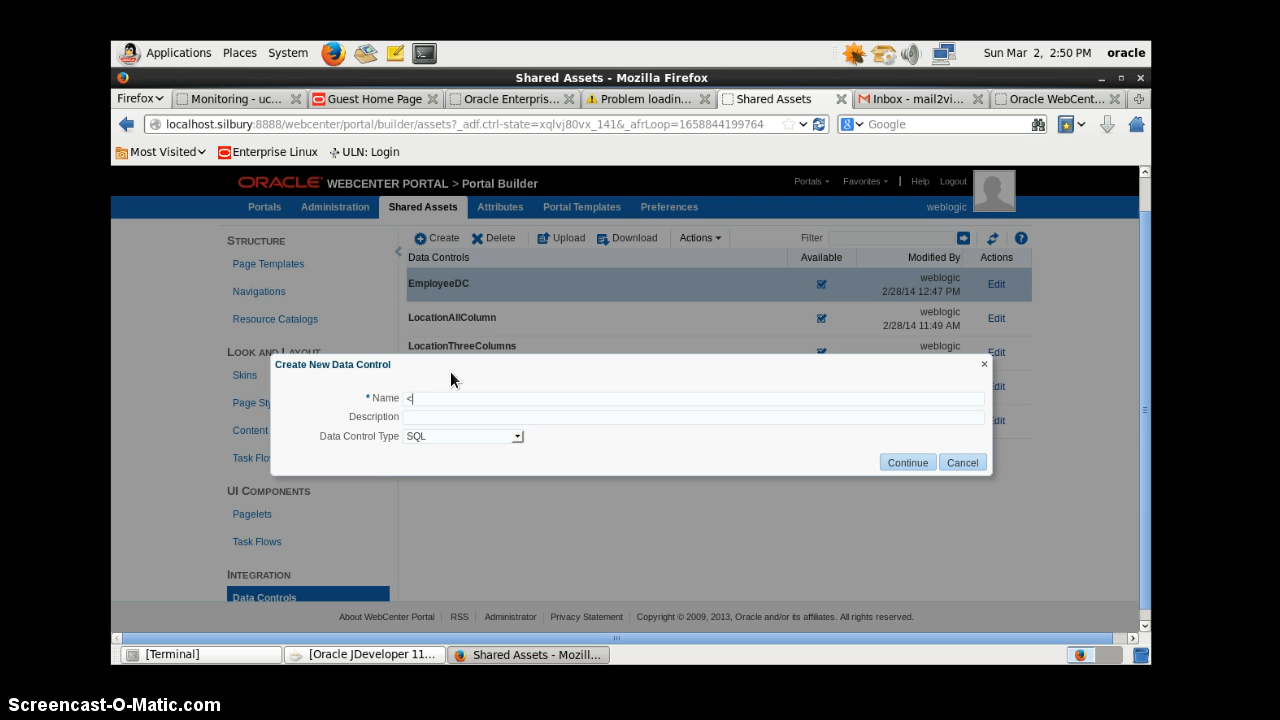 Applications Places System Sun Mar 2, 2:50 PM oracle
Shared Assets - Mozilla Firefox
Firefox Monitoring - uc... Guest Home Page Oracle Enterpris... Problem loadin... Shared Assets Inbox - mail2vi... Oracle WebCent...
localhost.silbury:8888/webcenter/portal/builder/assets?_adf.ctrl-state=xqlvj80vx_141&_afrLoop=1658844199764 Google
Most Visited Enterprise Linux ULN: Login
ORACLE WEBCENTER PORTAL > Portal Builder Portals Favorites Help Logout
Portals Administration Shared Assets Attributes Portal Templates Preferences weblogic
STRUCTURE
Page Templates
Navigations
Resource Catalogs
LOOK AND LAYOUT
Skins
Page Sty
Content
Task Flo
UI COMPONENTS
Pagelets
Task Flows
INTEGRATION
Data Controls
Create Delete Upload Download Actions Filter
Data Controls Available Modified By Actions
EmployeeDC weblogic 2/28/14 12:47 PM Edit
LocationAllColumn weblogic 2/28/14 11:49 AM Edit
LocationThreeColumns weblogic Edit
Edit
Edit
Create New Data Control
* Name <
Description
Data Control Type SQL
Continue Cancel
About WebCenter Portal RSS Administrator Privacy Statement Copyright © 2009, 2013, Oracle and/or its affiliates. All rights reserved.
[Terminal] [Oracle JDeveloper 11... Shared Assets - Mozill...
Screencast-O-Matic.com